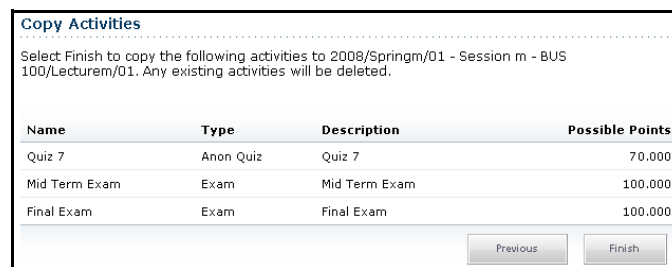 Copy Activities
Select Finish to copy the following activities to 2008/Springm/01 - Session m - BUS
100/Lecturem/01. Any existing activities will be deleted.
Name Type Description Possible Points
Quiz 7 Anon Quiz Quiz 7 70.000
Mid Term Exam Exam Mid Term Exam 100.000
Final Exam Exam Final Exam 100.000
Previous Finish